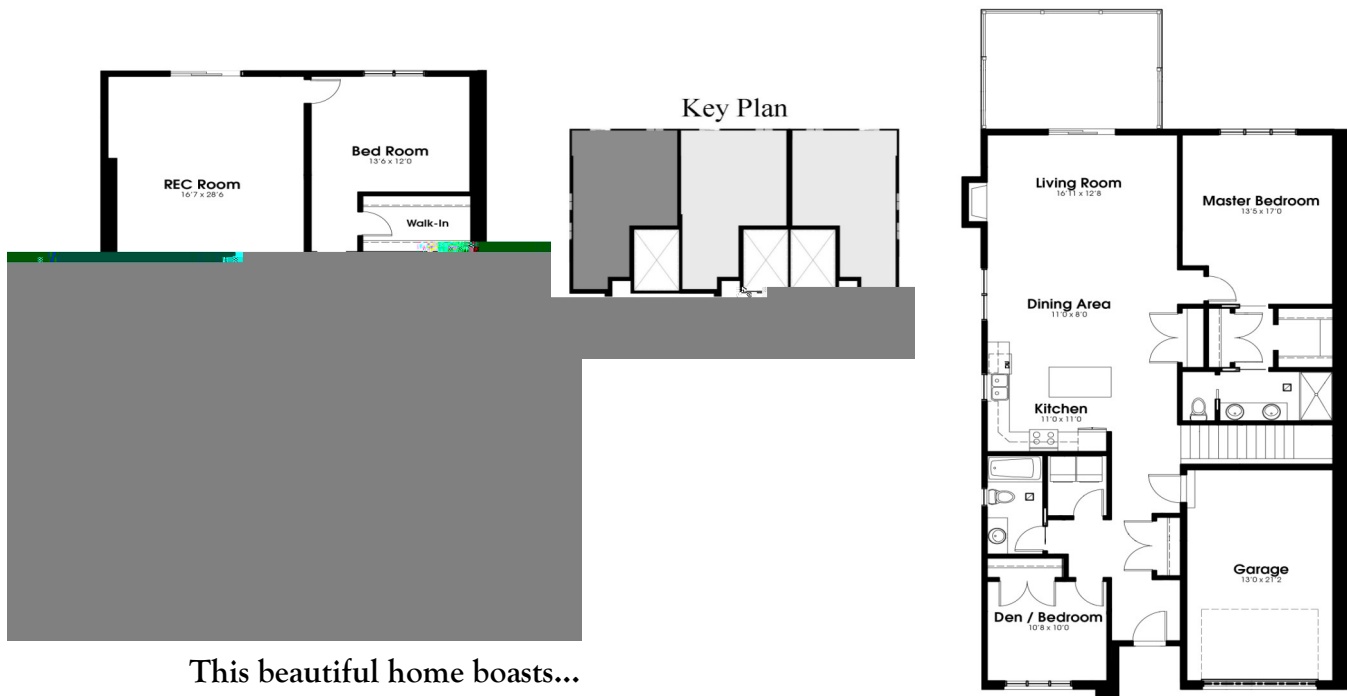 Key Plan
REC Room
16'7 x 28'6
Bed Room
13'6 x 12'0
Walk-In
Living Room
16'11 x 12'8
Master Bedroom
13'5 x 17'0
Dining Area
11'0 x 8'0
Kitchen
11'0 x 11'0
Garage
13'0 x 21'2
Den / Bedroom
10'8 x 10'0
This beautiful home boasts...